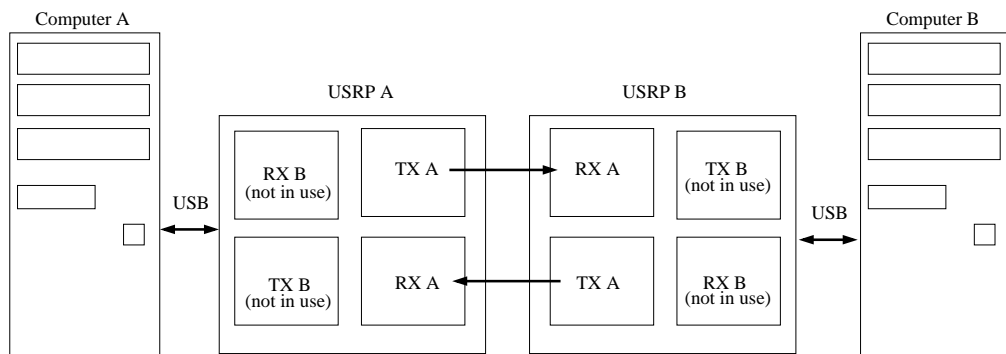 Computer A
Computer B
USRP A
USRP B
RX B
(not in use)
TX A
RX A
TX B
(not in use)
USB
USB
TX B
(not in use)
RX A
TX A
RX B
(not in use)